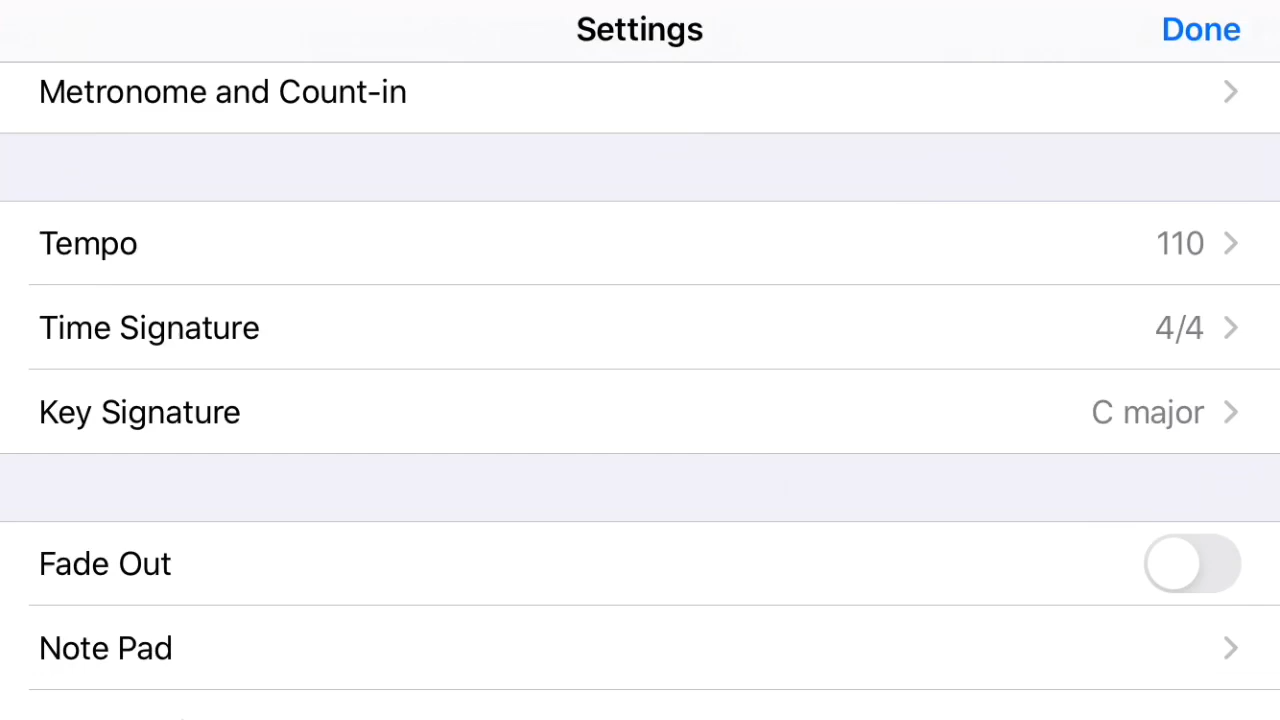 Settings
Done
Metronome and Count-in
Tempo
110
Time Signature
4/4
Key Signature
C major
Fade Out
Note Pad